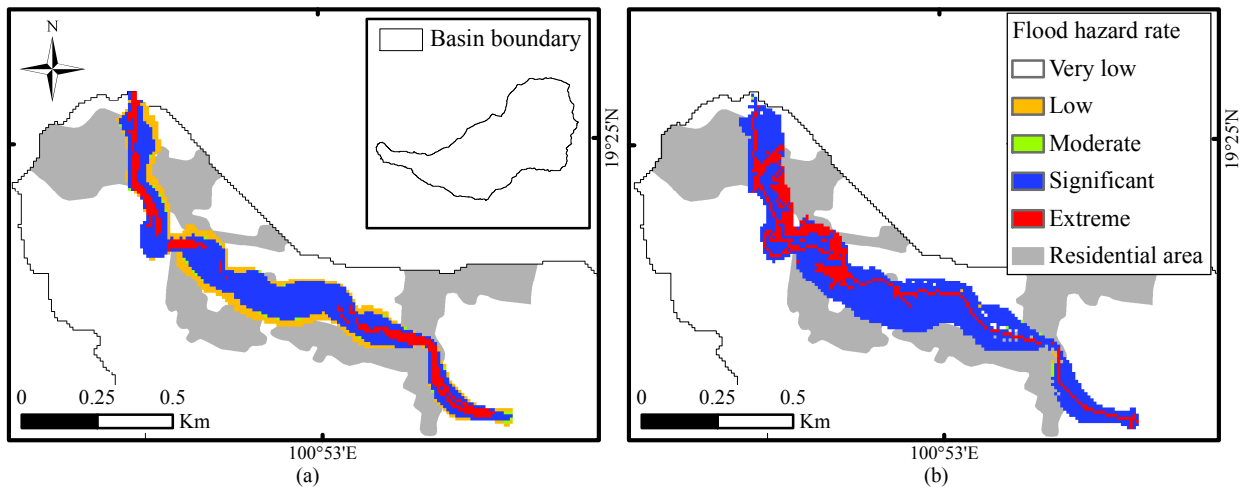 N
Basin boundary
0 0.25 0.5
Km
100°53'E
19°25'N
(a)
Flood hazard rate
Very low
Low
Moderate
Significant
Extreme
Residential area
0 0.25 0.5
Km
100°53'E
19°25'N
(b)